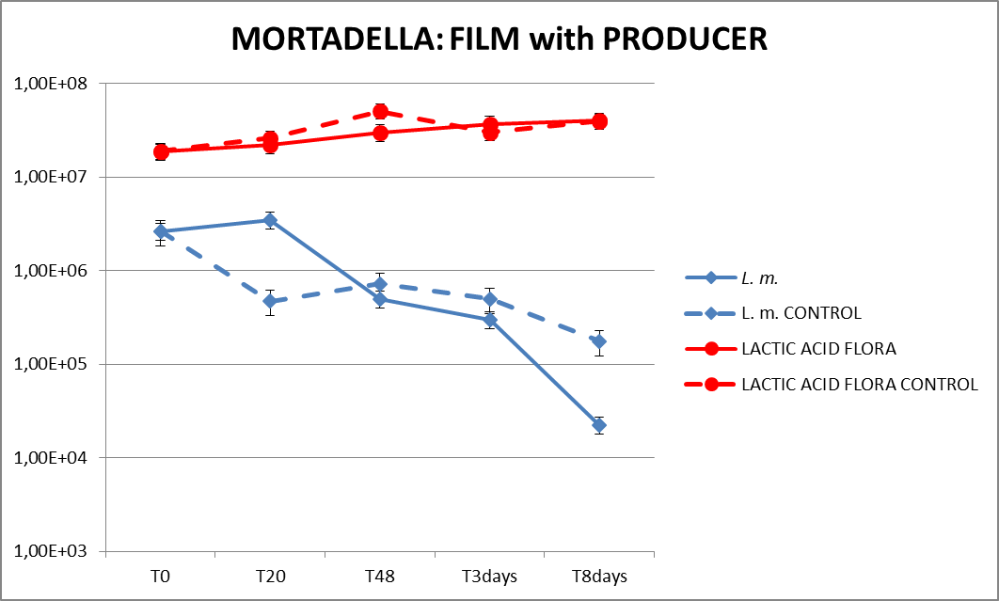 MORTADELLA: FILM with PRODUCER
1,00E+08
1,00E+07
1,00E+06
1,00E+05
1,00E+04
1,00E+03
T0
T20
T48
T3days
T8days
L. m.
L. m. CONTROL
LACTIC ACID FLORA
LACTIC ACID FLORA CONTROL